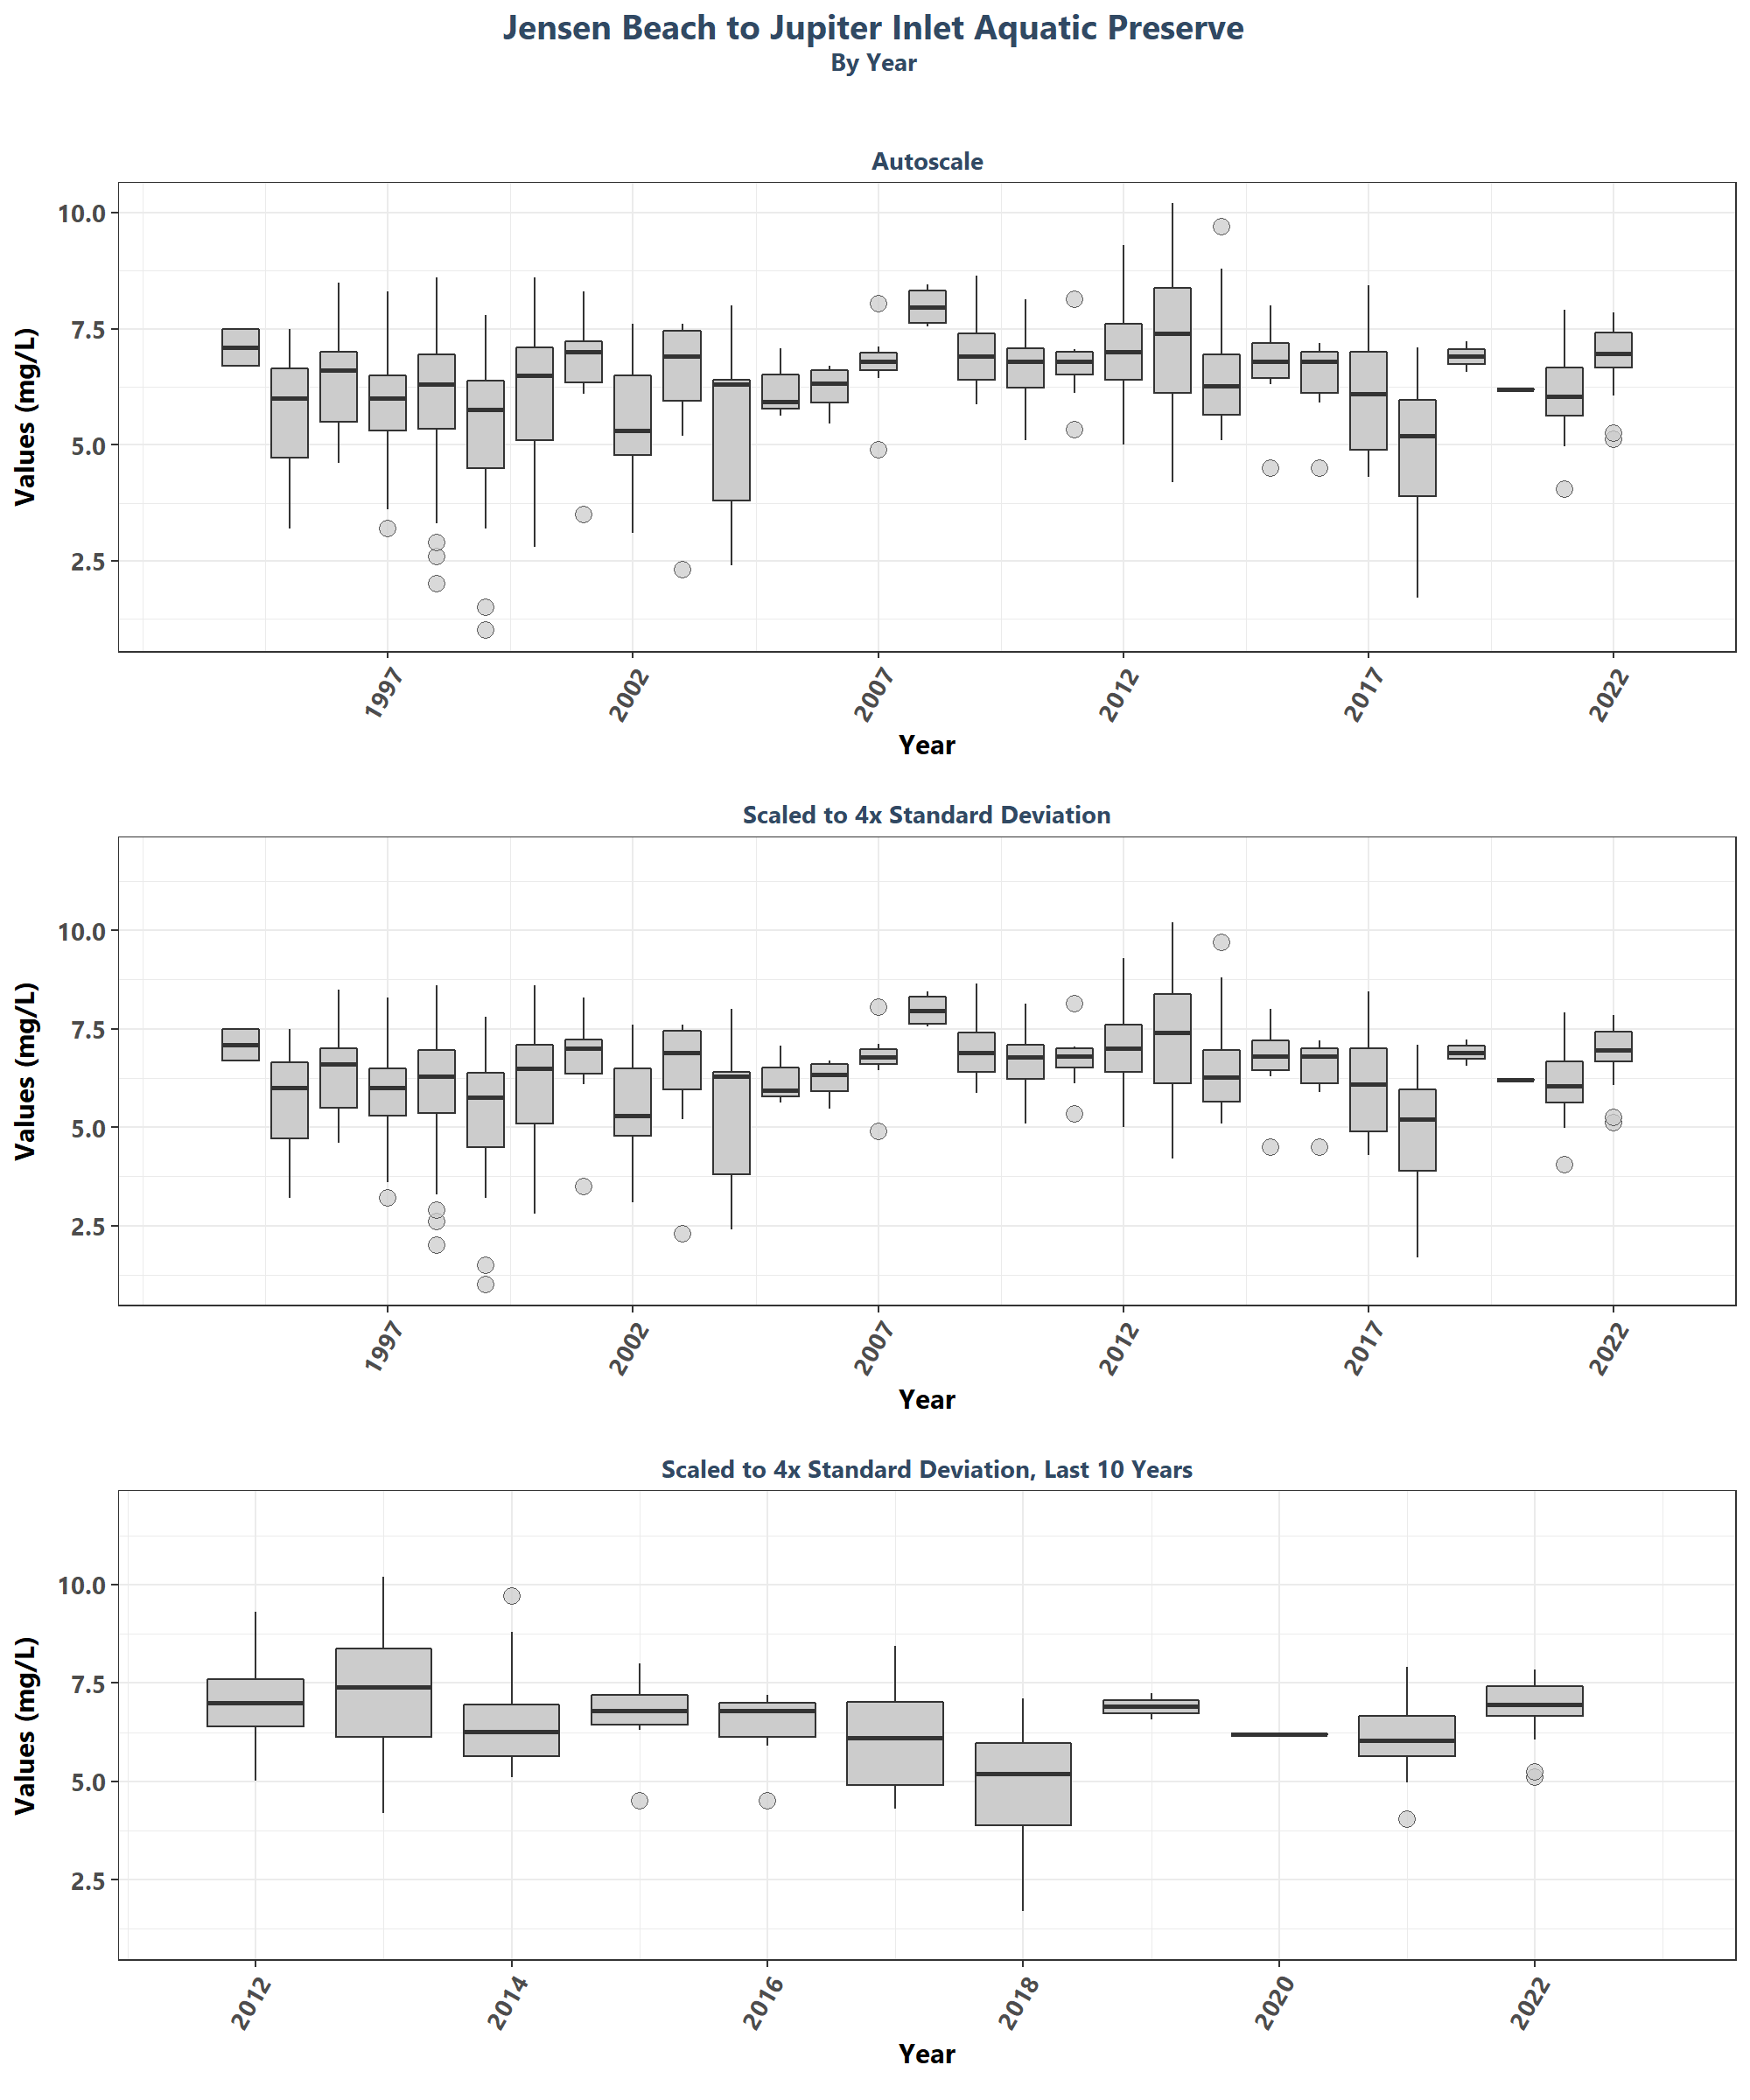 Jensen Beach to Jupiter Inlet Aquatic Preserve
By Year
Autoscale
Values (mg/L)
10.0
7.5
5.0
2.5
1997
2002
2007
2012
2017
2022
Year
Scaled to 4x Standard Deviation
Values (mg/L)
10.0
7.5
5.0
2.5
1997
2002
2007
2012
2017
2022
Year
Scaled to 4x Standard Deviation, Last 10 Years
Values (mg/L)
10.0
7.5
5.0
2.5
2012
2014
2016
2018
2020
2022
Year